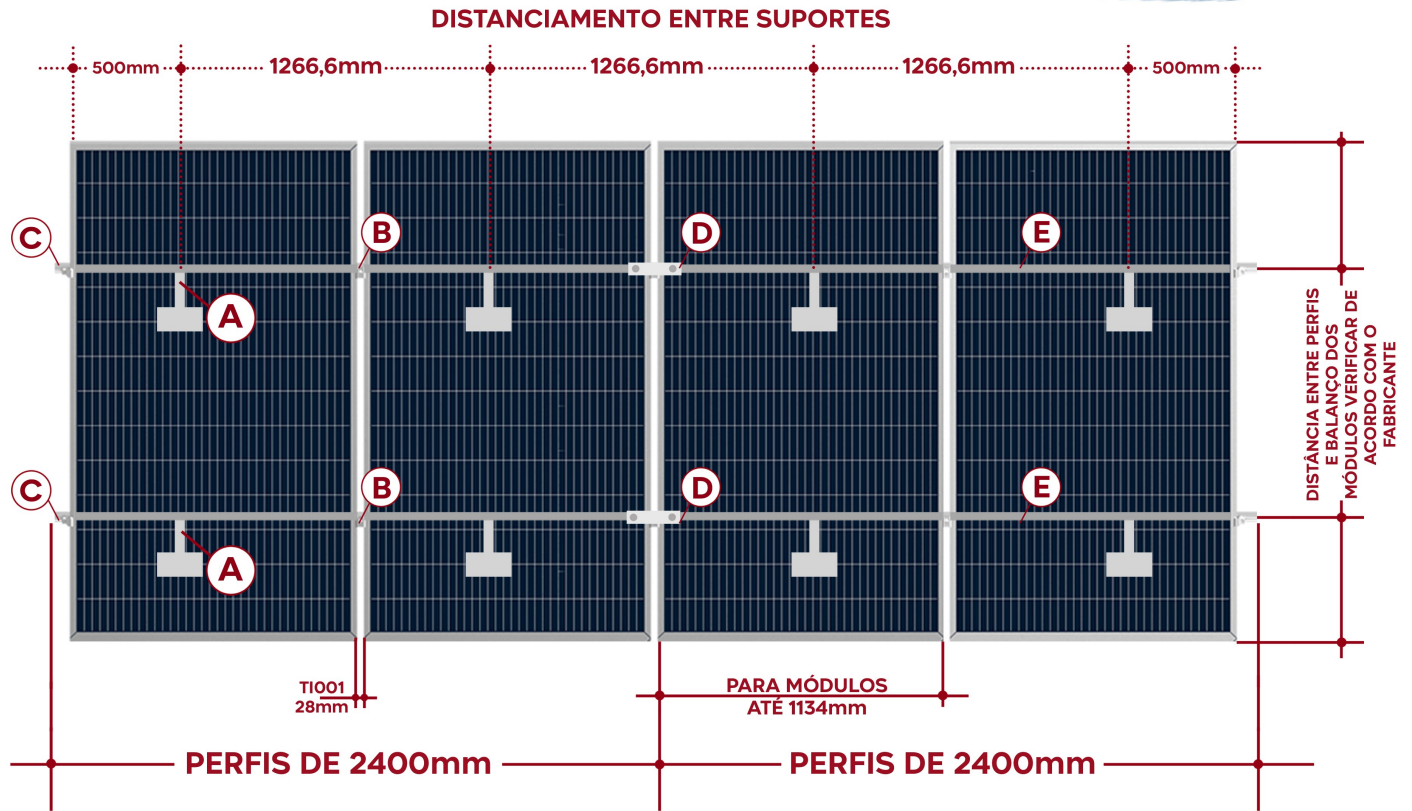 DISTANCIAMENTO ENTRE SUPORTES
500mm 1266,6mm 1266,6mm 1266,6mm 500mm
C B D E
A
DISTÂNCIA ENTRE PERFIS
E BALANÇO DOS
MÓDULOS VERIFICAR DE
ACORDO COM O
FABRICANTE
C B D E
A
TI001
28mm
PARA MÓDULOS
ATÉ 1134mm
PERFIS DE 2400mm PERFIS DE 2400mm